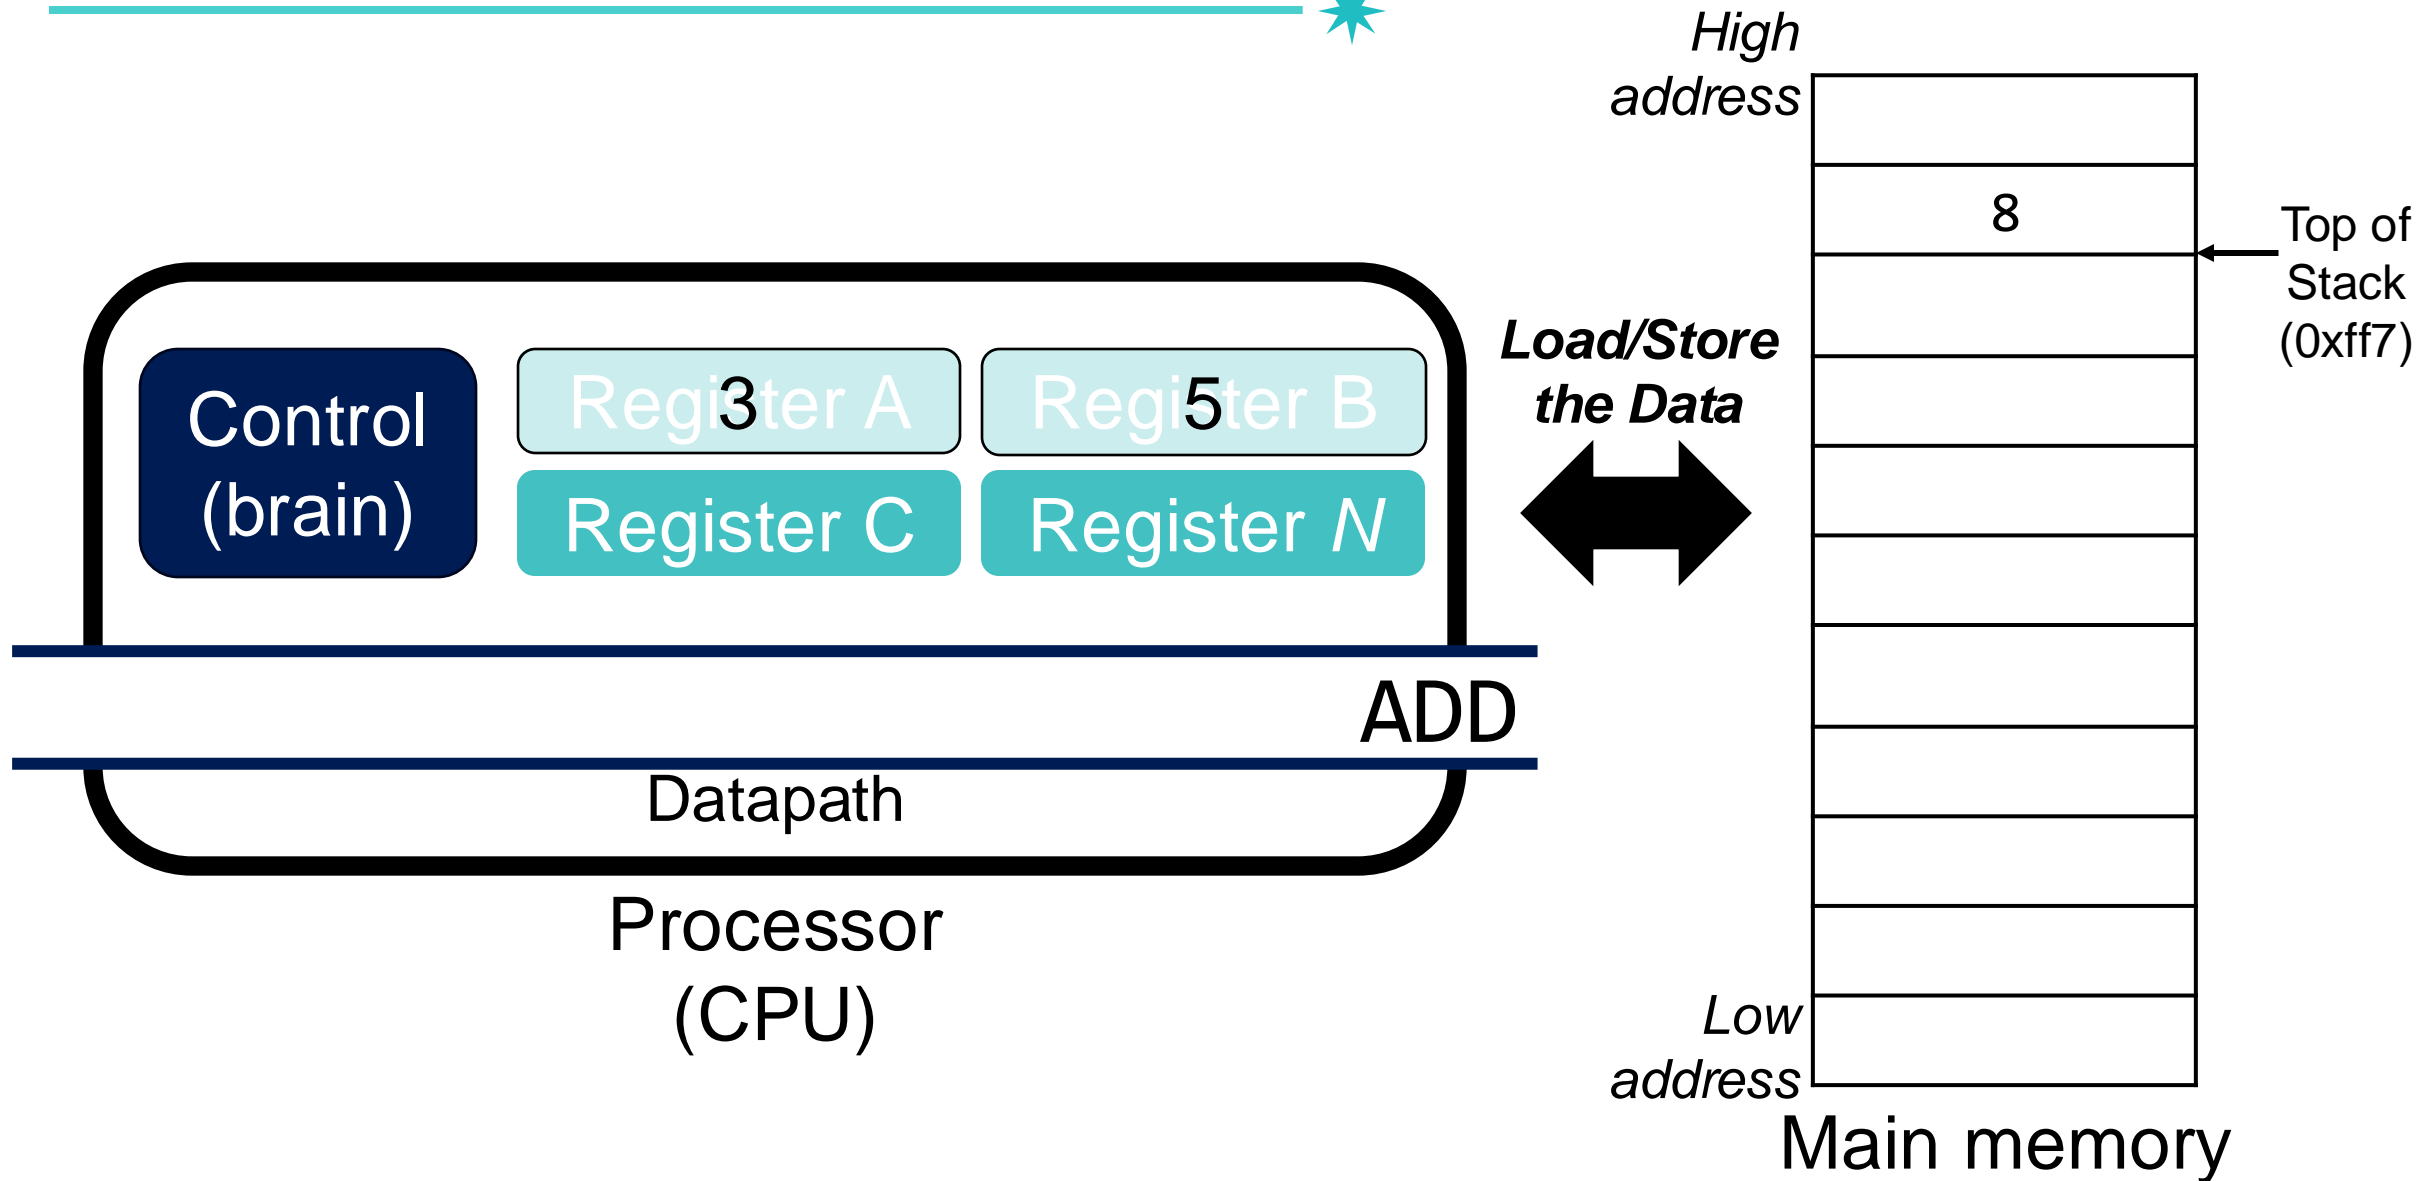 High
address
8
Top of
Stack
(0xff7)
Load/Store
the Data
Control
(brain)
Register A
3
Register B
5
Register C
Register N
ADD
Datapath
Processor
(CPU)
Low
address
Main memory